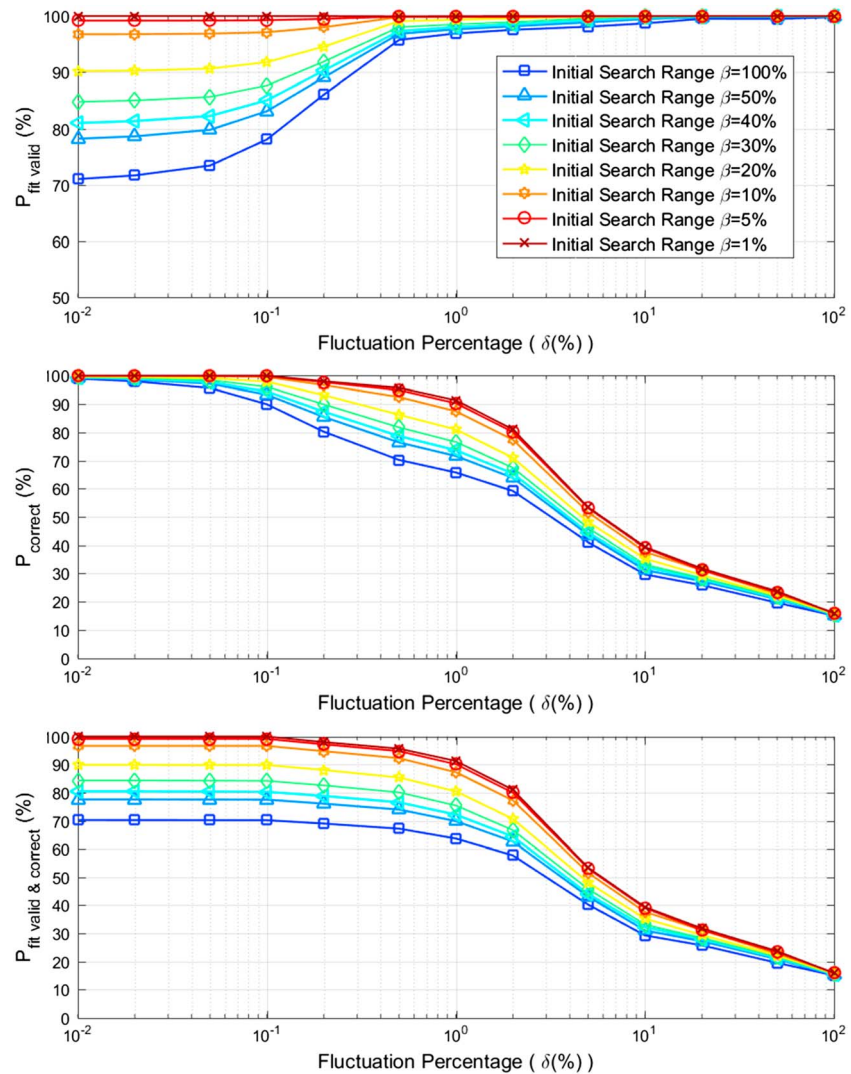 100
90
80
70
60
50
P fit valid (%)
Initial Search Range β=100%
Initial Search Range β=50%
Initial Search Range β=40%
Initial Search Range β=30%
Initial Search Range β=20%
Initial Search Range β=10%
Initial Search Range β=5%
Initial Search Range β=1%
10^-2 10^-1 10^0 10^1 10^2
Fluctuation Percentage ( δ(%) )
100
90
80
70
60
50
40
30
20
10
0
P correct (%)
10^-2 10^-1 10^0 10^1 10^2
Fluctuation Percentage ( δ(%) )
100
90
80
70
60
50
40
30
20
10
0
P fit valid & correct (%)
10^-2 10^-1 10^0 10^1 10^2
Fluctuation Percentage ( δ(%) )